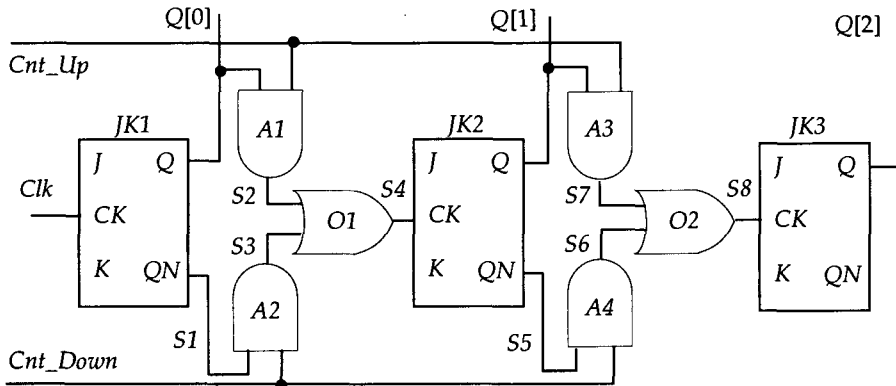 Q[0] Q[1] Q[2]
Cnt_Up
JK1 A1 JK2 A3 JK3
J Q J Q J
Clk S2 S4 S7 S8
CK O1 CK O2 CK
S3 S6
K QN A2 K QN A4 K QN
S1 S5
Cnt_Down